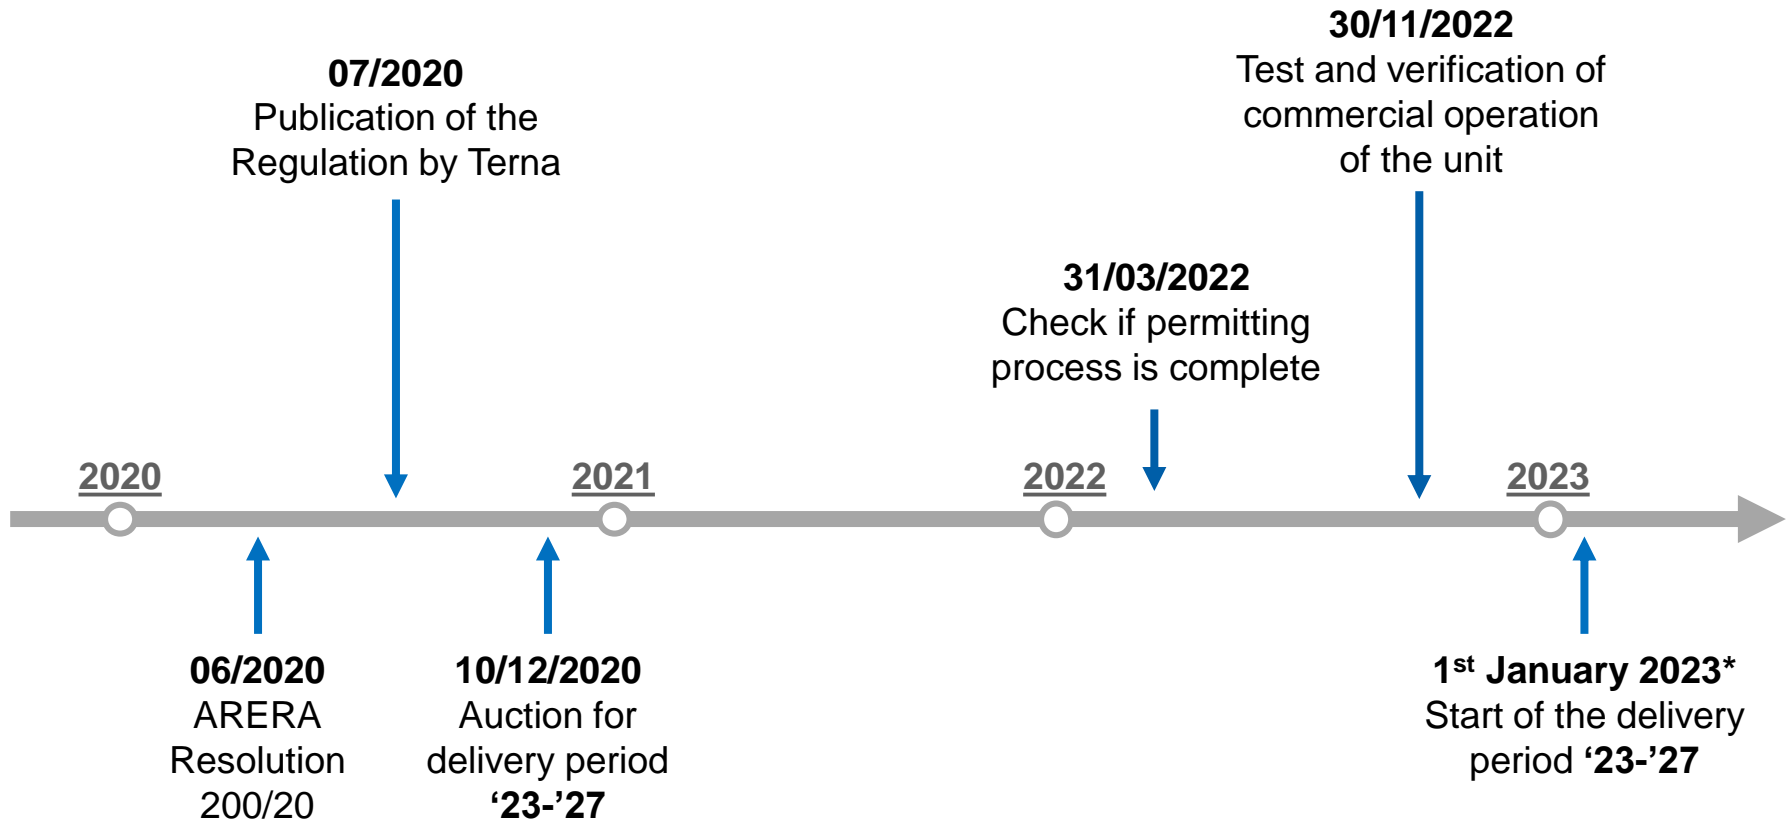 30/11/2022
Test and verification of
commercial operation
of the unit
07/2020
Publication of the
Regulation by Terna
31/03/2022
Check if permitting
process is complete
2020
2021
2022
2023
06/2020
ARERA
Resolution
200/20
10/12/2020
Auction for
delivery period
‘23-’27
1st January 2023*
Start of the delivery
period ‘23-’27